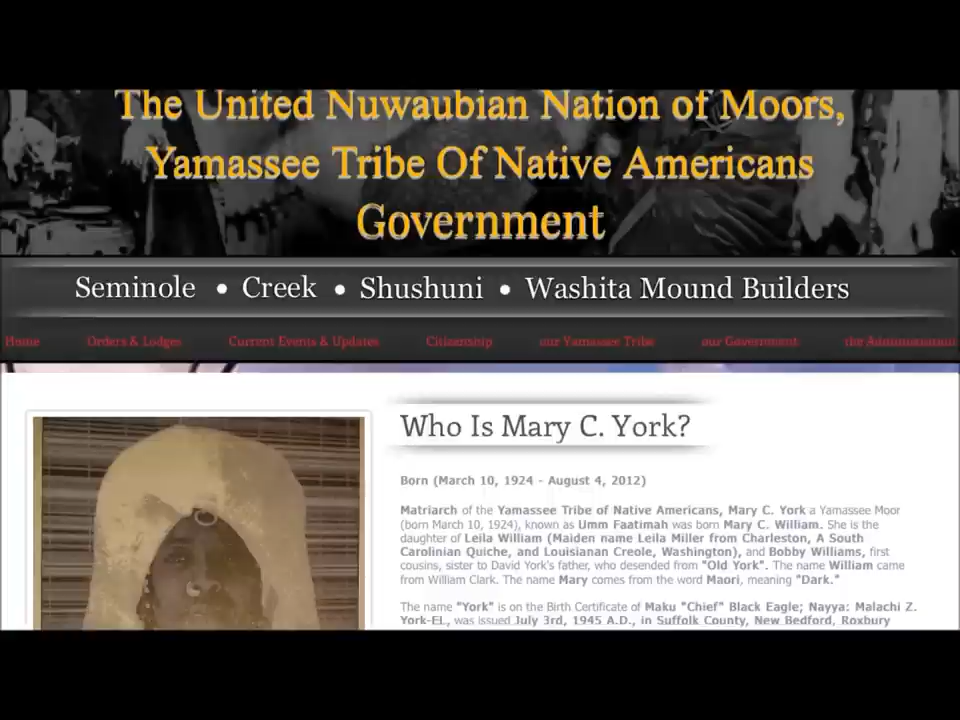 The United Nuwaubian Nation of Moors,
Yamassee Tribe Of Native Americans
Government
Seminole • Creek • Shushuni • Washita Mound Builders
Home Orders & Lodges Current Events & Updates Citizenship our Yamassee Tribe our Government the Administration
Who Is Mary C. York?
Born (March 10, 1924 - August 4, 2012)
Matriarch of the Yamassee Tribe of Native Americans, Mary C. York a Yamassee Moor
(born March 10, 1924), known as Umm Faatimah was born Mary C. William. She is the
daughter of Leila William (Maiden name Leila Miller from Charleston, A South
Carolinian Quiche, and Louisianan Creole, Washington), and Bobby Williams, first
cousins, sister to David York's father, who desended from "Old York". The name William came
from William Clark. The name Mary comes from the word Maori, meaning "Dark."
The name "York" is on the Birth Certificate of Maku "Chief" Black Eagle; Nayya: Malachi Z.
York-EL, was issued July 3rd, 1945 A.D., in Suffolk County, New Bedford, Roxbury